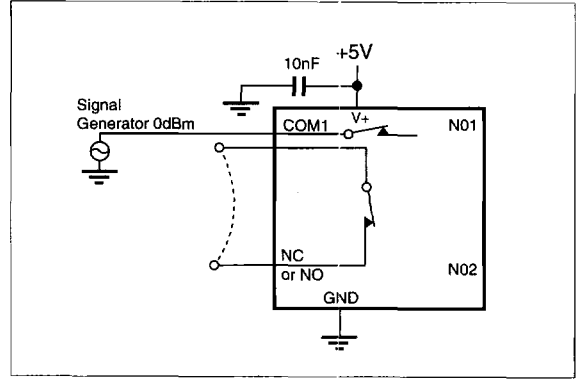 +5V
10nF
Signal
Generator 0dBm
V+
COM1
N01
NC
or NO
N02
GND